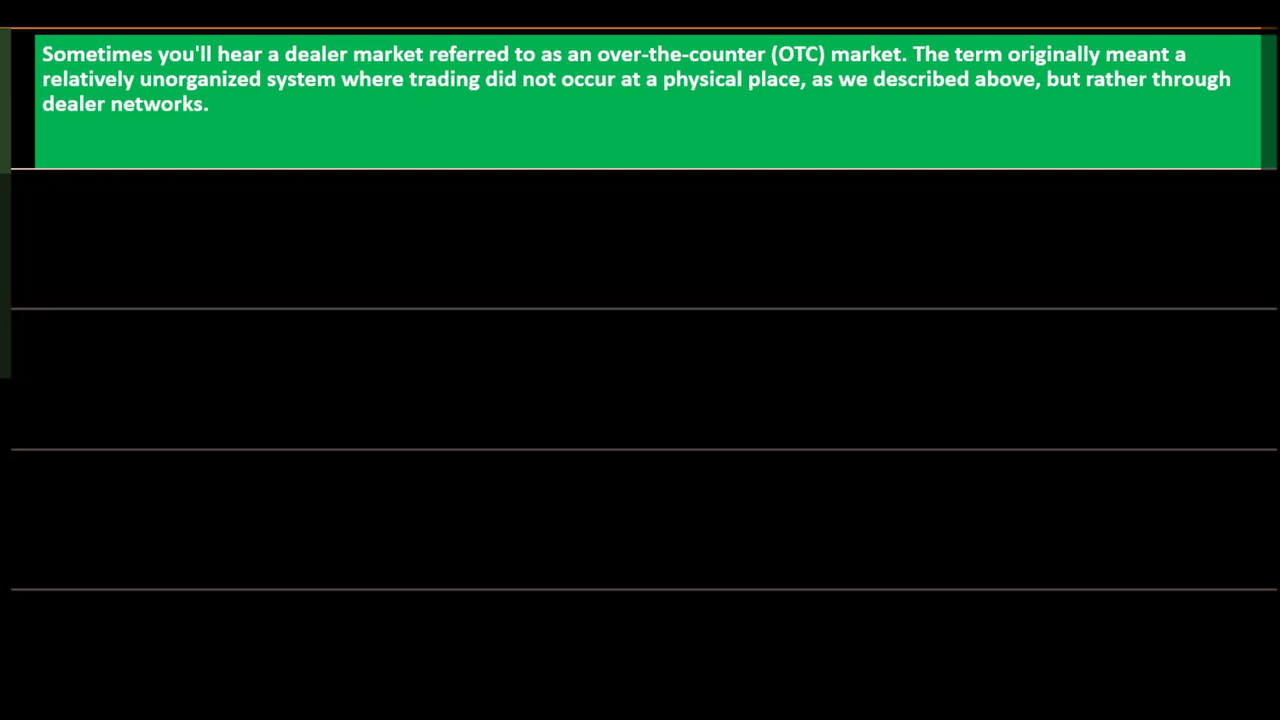 Sometimes you'll hear a dealer market referred to as an over-the-counter (OTC) market. The term originally meant a
relatively unorganized system where trading did not occur at a physical place, as we described above, but rather through
dealer networks.